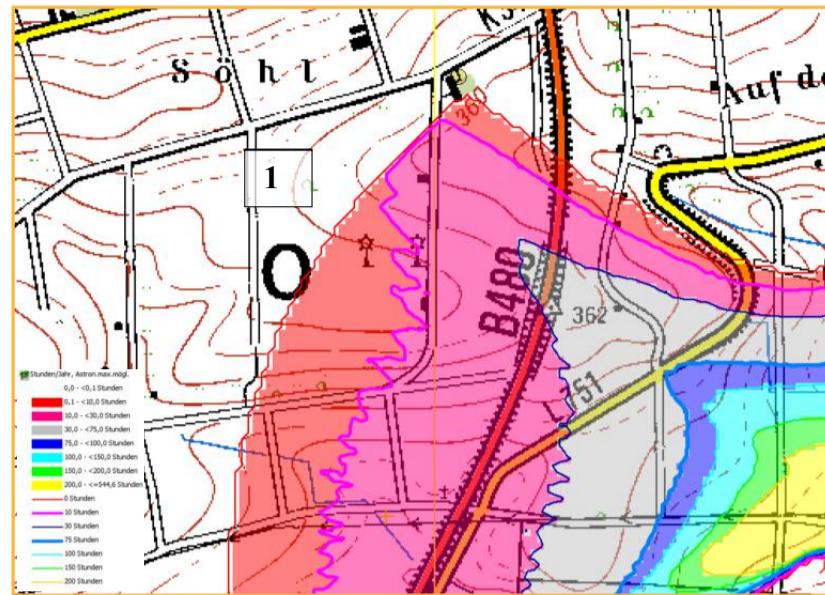 K3
Söhl
Auf de
360
1
O
B480
362
L 51
Stunden/Jahr, Astron.max.mögl.
0,0 - <0,1 Stunden
0,1 - <10,0 Stunden
10,0 - <30,0 Stunden
30,0 - <75,0 Stunden
75,0 - <100,0 Stunden
100,0 - <150,0 Stunden
150,0 - <200,0 Stunden
200,0 - <=544,6 Stunden
0 Stunden
10 Stunden
30 Stunden
75 Stunden
100 Stunden
150 Stunden
200 Stunden